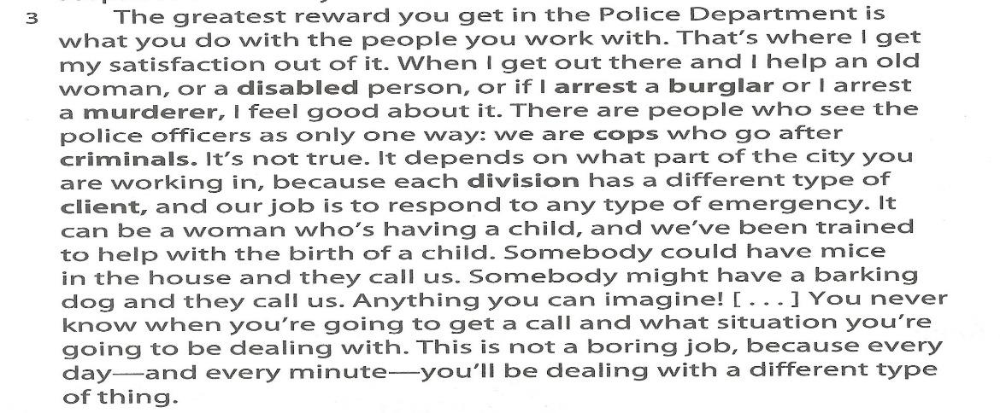 3 The greatest reward you get in the Police Department is
what you do with the people you work with. That's where I get
my satisfaction out of it. When I get out there and I help an old
woman, or a disabled person, or if I arrest a burglar or I arrest
a murderer, I feel good about it. There are people who see the
police officers as only one way: we are cops who go after
criminals. It's not true. It depends on what part of the city you
are working in, because each division has a different type of
client, and our job is to respond to any type of emergency. It
can be a woman who's having a child, and we've been trained
to help with the birth of a child. Somebody could have mice
in the house and they call us. Somebody might have a barking
dog and they call us. Anything you can imagine! [ . . . ] You never
know when you're going to get a call and what situation you're
going to be dealing with. This is not a boring job, because every
day—and every minute—you'll be dealing with a different type
of thing.